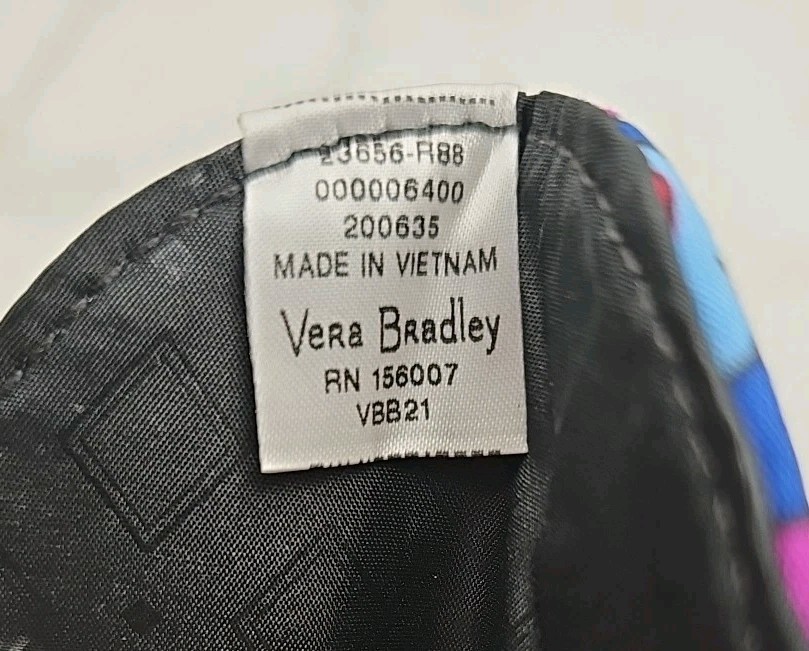 23656-R88
000006400
200635
MADE IN VIETNAM
Vera Bradley
RN 156007
VBB21